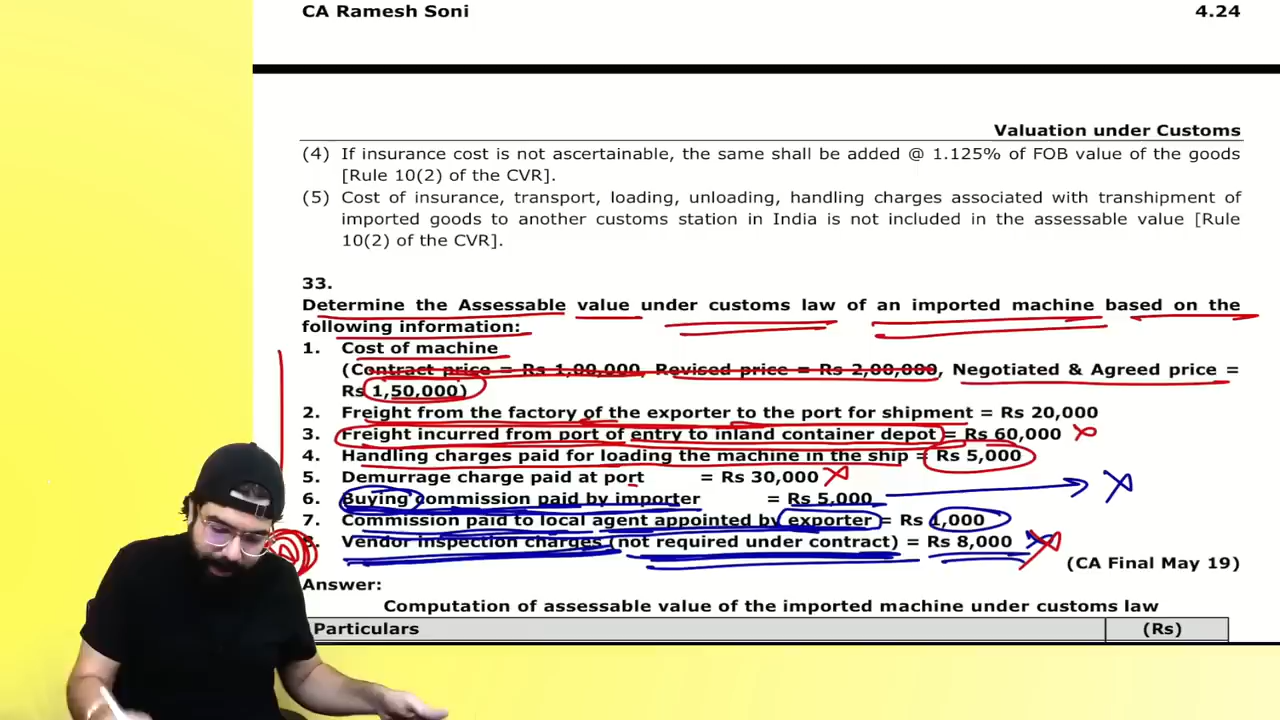 CA Ramesh Soni 4.24
Valuation under Customs
(4) If insurance cost is not ascertainable, the same shall be added @ 1.125% of FOB value of the goods
[Rule 10(2) of the CVR].
(5) Cost of insurance, transport, loading, unloading, handling charges associated with transhipment of
imported goods to another customs station in India is not included in the assessable value [Rule
10(2) of the CVR].
33.
Determine the Assessable value under customs law of an imported machine based on the
following information:
1. Cost of machine
(Contract price = Rs 1,00,000, Revised price = Rs 2,00,000, Negotiated & Agreed price =
Rs 1,50,000)
2. Freight from the factory of the exporter to the port for shipment = Rs 20,000
3. Freight incurred from port of entry to inland container depot = Rs 60,000
4. Handling charges paid for loading the machine in the ship = Rs 5,000
5. Demurrage charge paid at port = Rs 30,000
6. Buying commission paid by importer = Rs 5,000
7. Commission paid to local agent appointed by exporter = Rs 1,000
Vendor inspection charges (not required under contract) = Rs 8,000
(CA Final May 19)
Answer:
Computation of assessable value of the imported machine under customs law
Particulars (Rs)